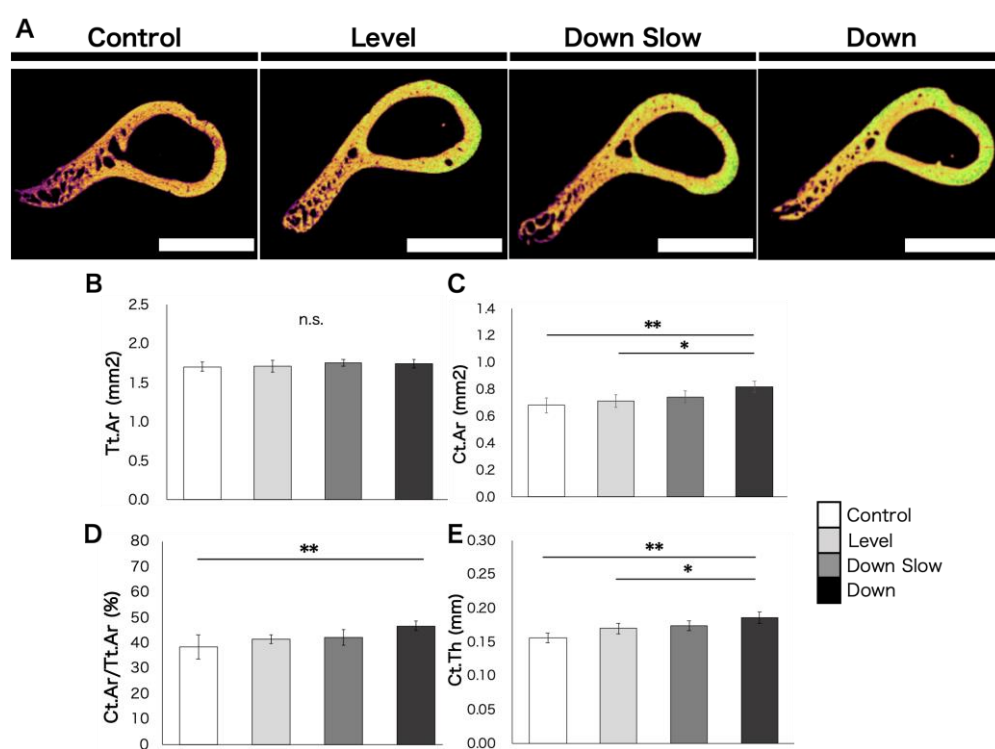 A
Control Level Down Slow Down
B
Tt.Ar (mm2)
2.5
2.0
1.5
1.0
0.5
0.0
n.s.
C
Ct.Ar (mm2)
1.4
1.2
1.0
0.8
0.6
0.4
0.2
0.0
**
*
D
Ct.Ar/Tt.Ar (%)
80
70
60
50
40
30
20
10
0
**
E
Ct.Th (mm)
0.30
0.25
0.20
0.15
0.10
0.05
0.00
**
*
Control
Level
Down Slow
Down